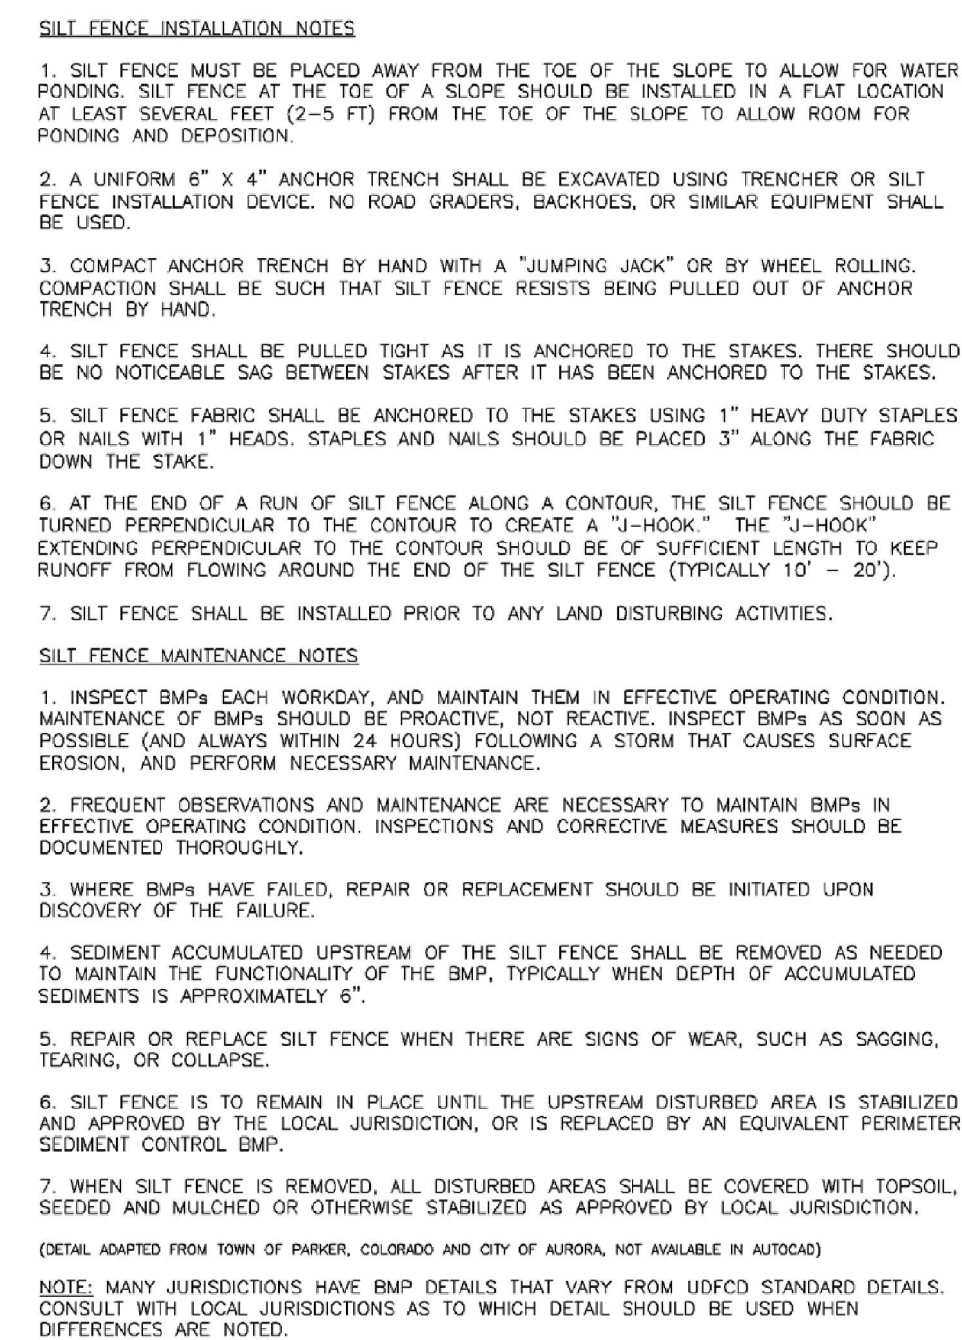 SILT FENCE INSTALLATION NOTES
1. SILT FENCE MUST BE PLACED AWAY FROM THE TOE OF THE SLOPE TO ALLOW FOR WATER
PONDING. SILT FENCE AT THE TOE OF A SLOPE SHOULD BE INSTALLED IN A FLAT LOCATION
AT LEAST SEVERAL FEET (2-5 FT) FROM THE TOE OF THE SLOPE TO ALLOW ROOM FOR
PONDING AND DEPOSITION.
2. A UNIFORM 6" X 4" ANCHOR TRENCH SHALL BE EXCAVATED USING TRENCHER OR SILT
FENCE INSTALLATION DEVICE. NO ROAD GRADERS, BACKHOES, OR SIMILAR EQUIPMENT SHALL
BE USED.
3. COMPACT ANCHOR TRENCH BY HAND WITH A "JUMPING JACK" OR BY WHEEL ROLLING.
COMPACTION SHALL BE SUCH THAT SILT FENCE RESISTS BEING PULLED OUT OF ANCHOR
TRENCH BY HAND.
4. SILT FENCE SHALL BE PULLED TIGHT AS IT IS ANCHORED TO THE STAKES. THERE SHOULD
BE NO NOTICEABLE SAG BETWEEN STAKES AFTER IT HAS BEEN ANCHORED TO THE STAKES.
5. SILT FENCE FABRIC SHALL BE ANCHORED TO THE STAKES USING 1" HEAVY DUTY STAPLES
OR NAILS WITH 1" HEADS. STAPLES AND NAILS SHOULD BE PLACED 3" ALONG THE FABRIC
DOWN THE STAKE.
6. AT THE END OF A RUN OF SILT FENCE ALONG A CONTOUR, THE SILT FENCE SHOULD BE
TURNED PERPENDICULAR TO THE CONTOUR TO CREATE A "J-HOOK." THE "J-HOOK"
EXTENDING PERPENDICULAR TO THE CONTOUR SHOULD BE OF SUFFICIENT LENGTH TO KEEP
RUNOFF FROM FLOWING AROUND THE END OF THE SILT FENCE (TYPICALLY 10' - 20').
7. SILT FENCE SHALL BE INSTALLED PRIOR TO ANY LAND DISTURBING ACTIVITIES.
SILT FENCE MAINTENANCE NOTES
1. INSPECT BMPs EACH WORKDAY, AND MAINTAIN THEM IN EFFECTIVE OPERATING CONDITION.
MAINTENANCE OF BMPs SHOULD BE PROACTIVE, NOT REACTIVE. INSPECT BMPs AS SOON AS
POSSIBLE (AND ALWAYS WITHIN 24 HOURS) FOLLOWING A STORM THAT CAUSES SURFACE
EROSION, AND PERFORM NECESSARY MAINTENANCE.
2. FREQUENT OBSERVATIONS AND MAINTENANCE ARE NECESSARY TO MAINTAIN BMPs IN
EFFECTIVE OPERATING CONDITION. INSPECTIONS AND CORRECTIVE MEASURES SHOULD BE
DOCUMENTED THOROUGHLY.
3. WHERE BMPs HAVE FAILED, REPAIR OR REPLACEMENT SHOULD BE INITIATED UPON
DISCOVERY OF THE FAILURE.
4. SEDIMENT ACCUMULATED UPSTREAM OF THE SILT FENCE SHALL BE REMOVED AS NEEDED
TO MAINTAIN THE FUNCTIONALITY OF THE BMP, TYPICALLY WHEN DEPTH OF ACCUMULATED
SEDIMENTS IS APPROXIMATELY 6".
5. REPAIR OR REPLACE SILT FENCE WHEN THERE ARE SIGNS OF WEAR, SUCH AS SAGGING,
TEARING, OR COLLAPSE.
6. SILT FENCE IS TO REMAIN IN PLACE UNTIL THE UPSTREAM DISTURBED AREA IS STABILIZED
AND APPROVED BY THE LOCAL JURISDICTION, OR IS REPLACED BY AN EQUIVALENT PERIMETER
SEDIMENT CONTROL BMP.
7. WHEN SILT FENCE IS REMOVED, ALL DISTURBED AREAS SHALL BE COVERED WITH TOPSOIL,
SEEDED AND MULCHED OR OTHERWISE STABILIZED AS APPROVED BY LOCAL JURISDICTION.
(DETAIL ADAPTED FROM TOWN OF PARKER, COLORADO AND CITY OF AURORA, NOT AVAILABLE IN AUTOCAD)
NOTE: MANY JURISDICTIONS HAVE BMP DETAILS THAT VARY FROM UDFCD STANDARD DETAILS.
CONSULT WITH LOCAL JURISDICTIONS AS TO WHICH DETAIL SHOULD BE USED WHEN
DIFFERENCES ARE NOTED.